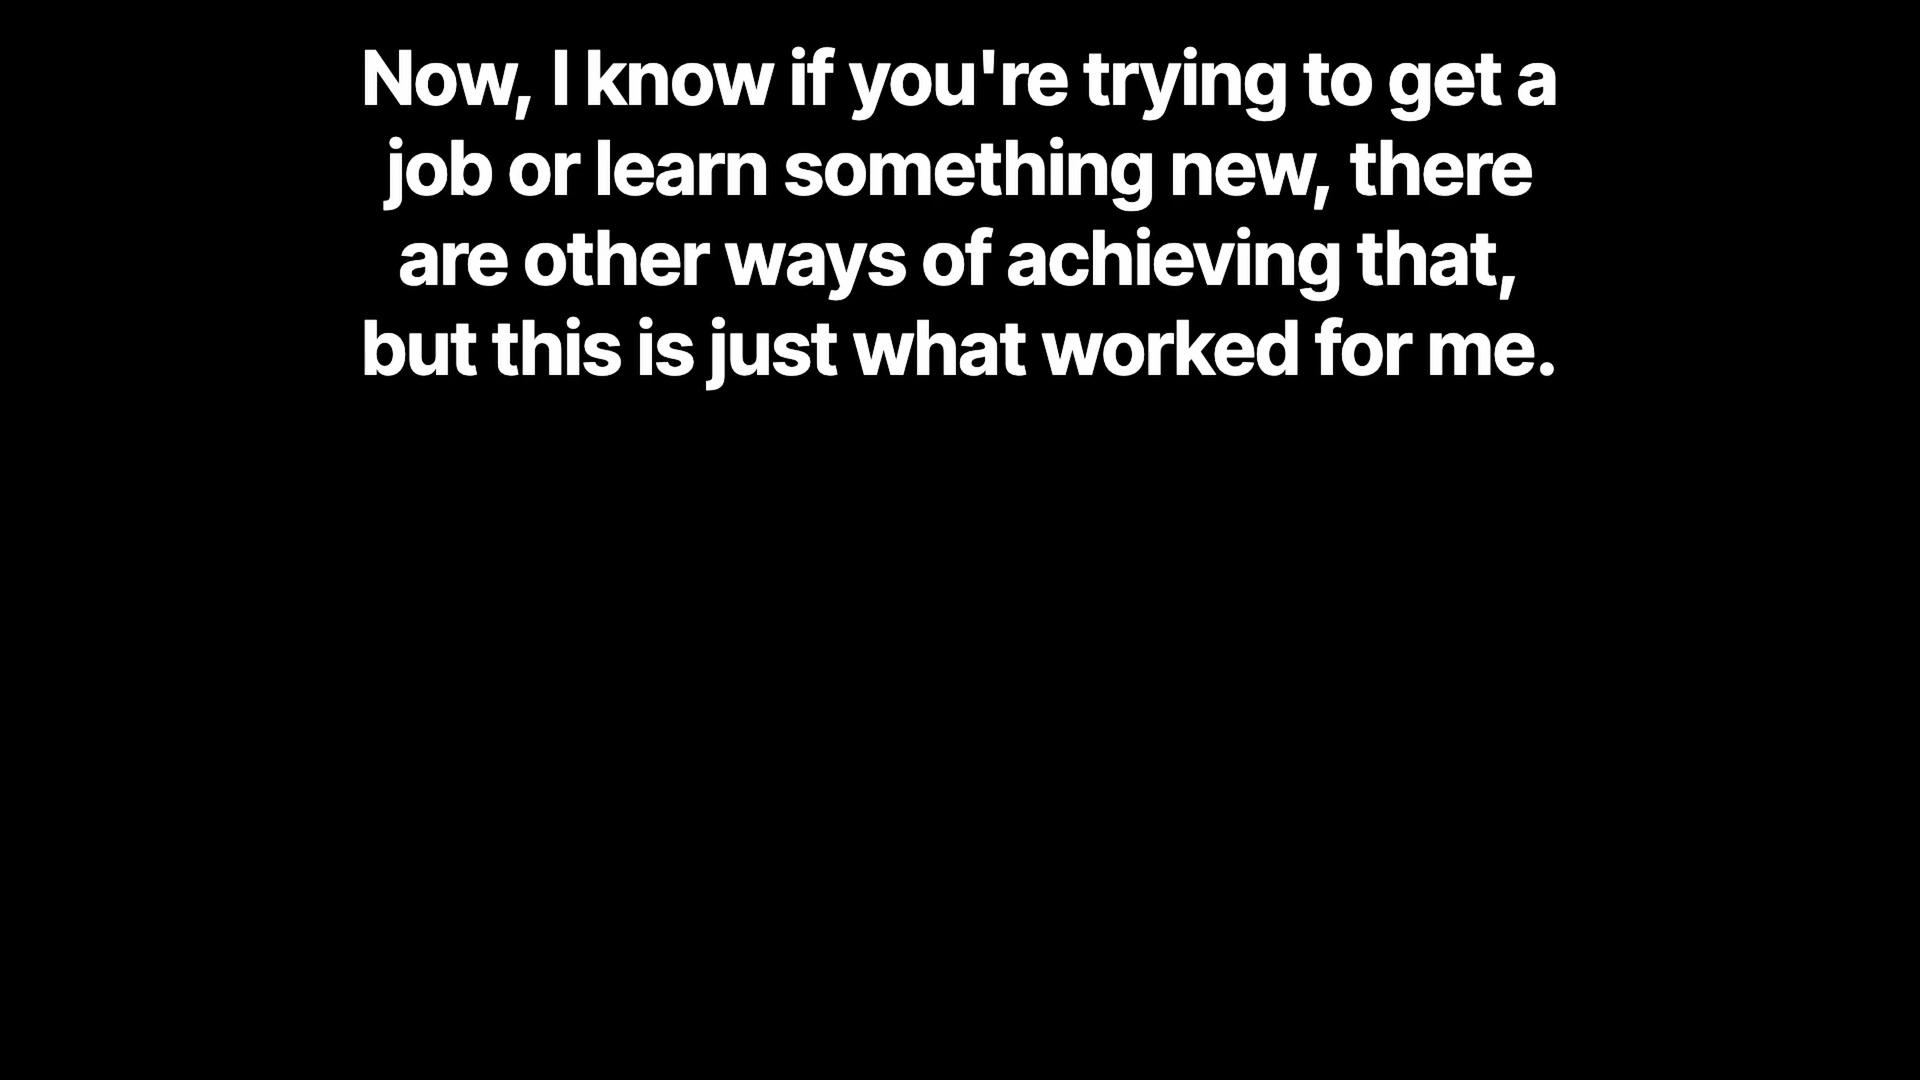 Now, I know if you're trying to get a
job or learn something new, there
are other ways of achieving that,
but this is just what worked for me.